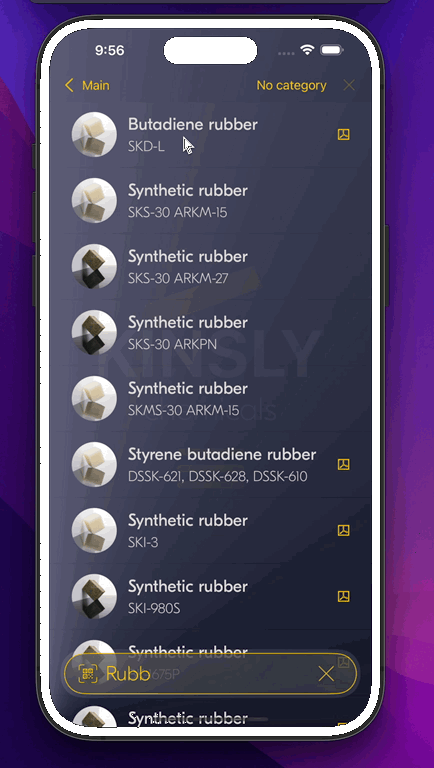 9:56
Main
No category
Butadiene rubber
SKD-L
Synthetic rubber
SKS-30 ARKM-15
Synthetic rubber
SKS-30 ARKM-27
Synthetic rubber
SKS-30 ARKPN
KINSLY
Synthetic rubber
SKMS-30 ARKM-15
Styrene butadiene rubber
DSSK-621, DSSK-628, DSSK-610
Synthetic rubber
SKI-3
Synthetic rubber
SKI-980S
Synthetic rubber
Rubb
Synthetic rubber